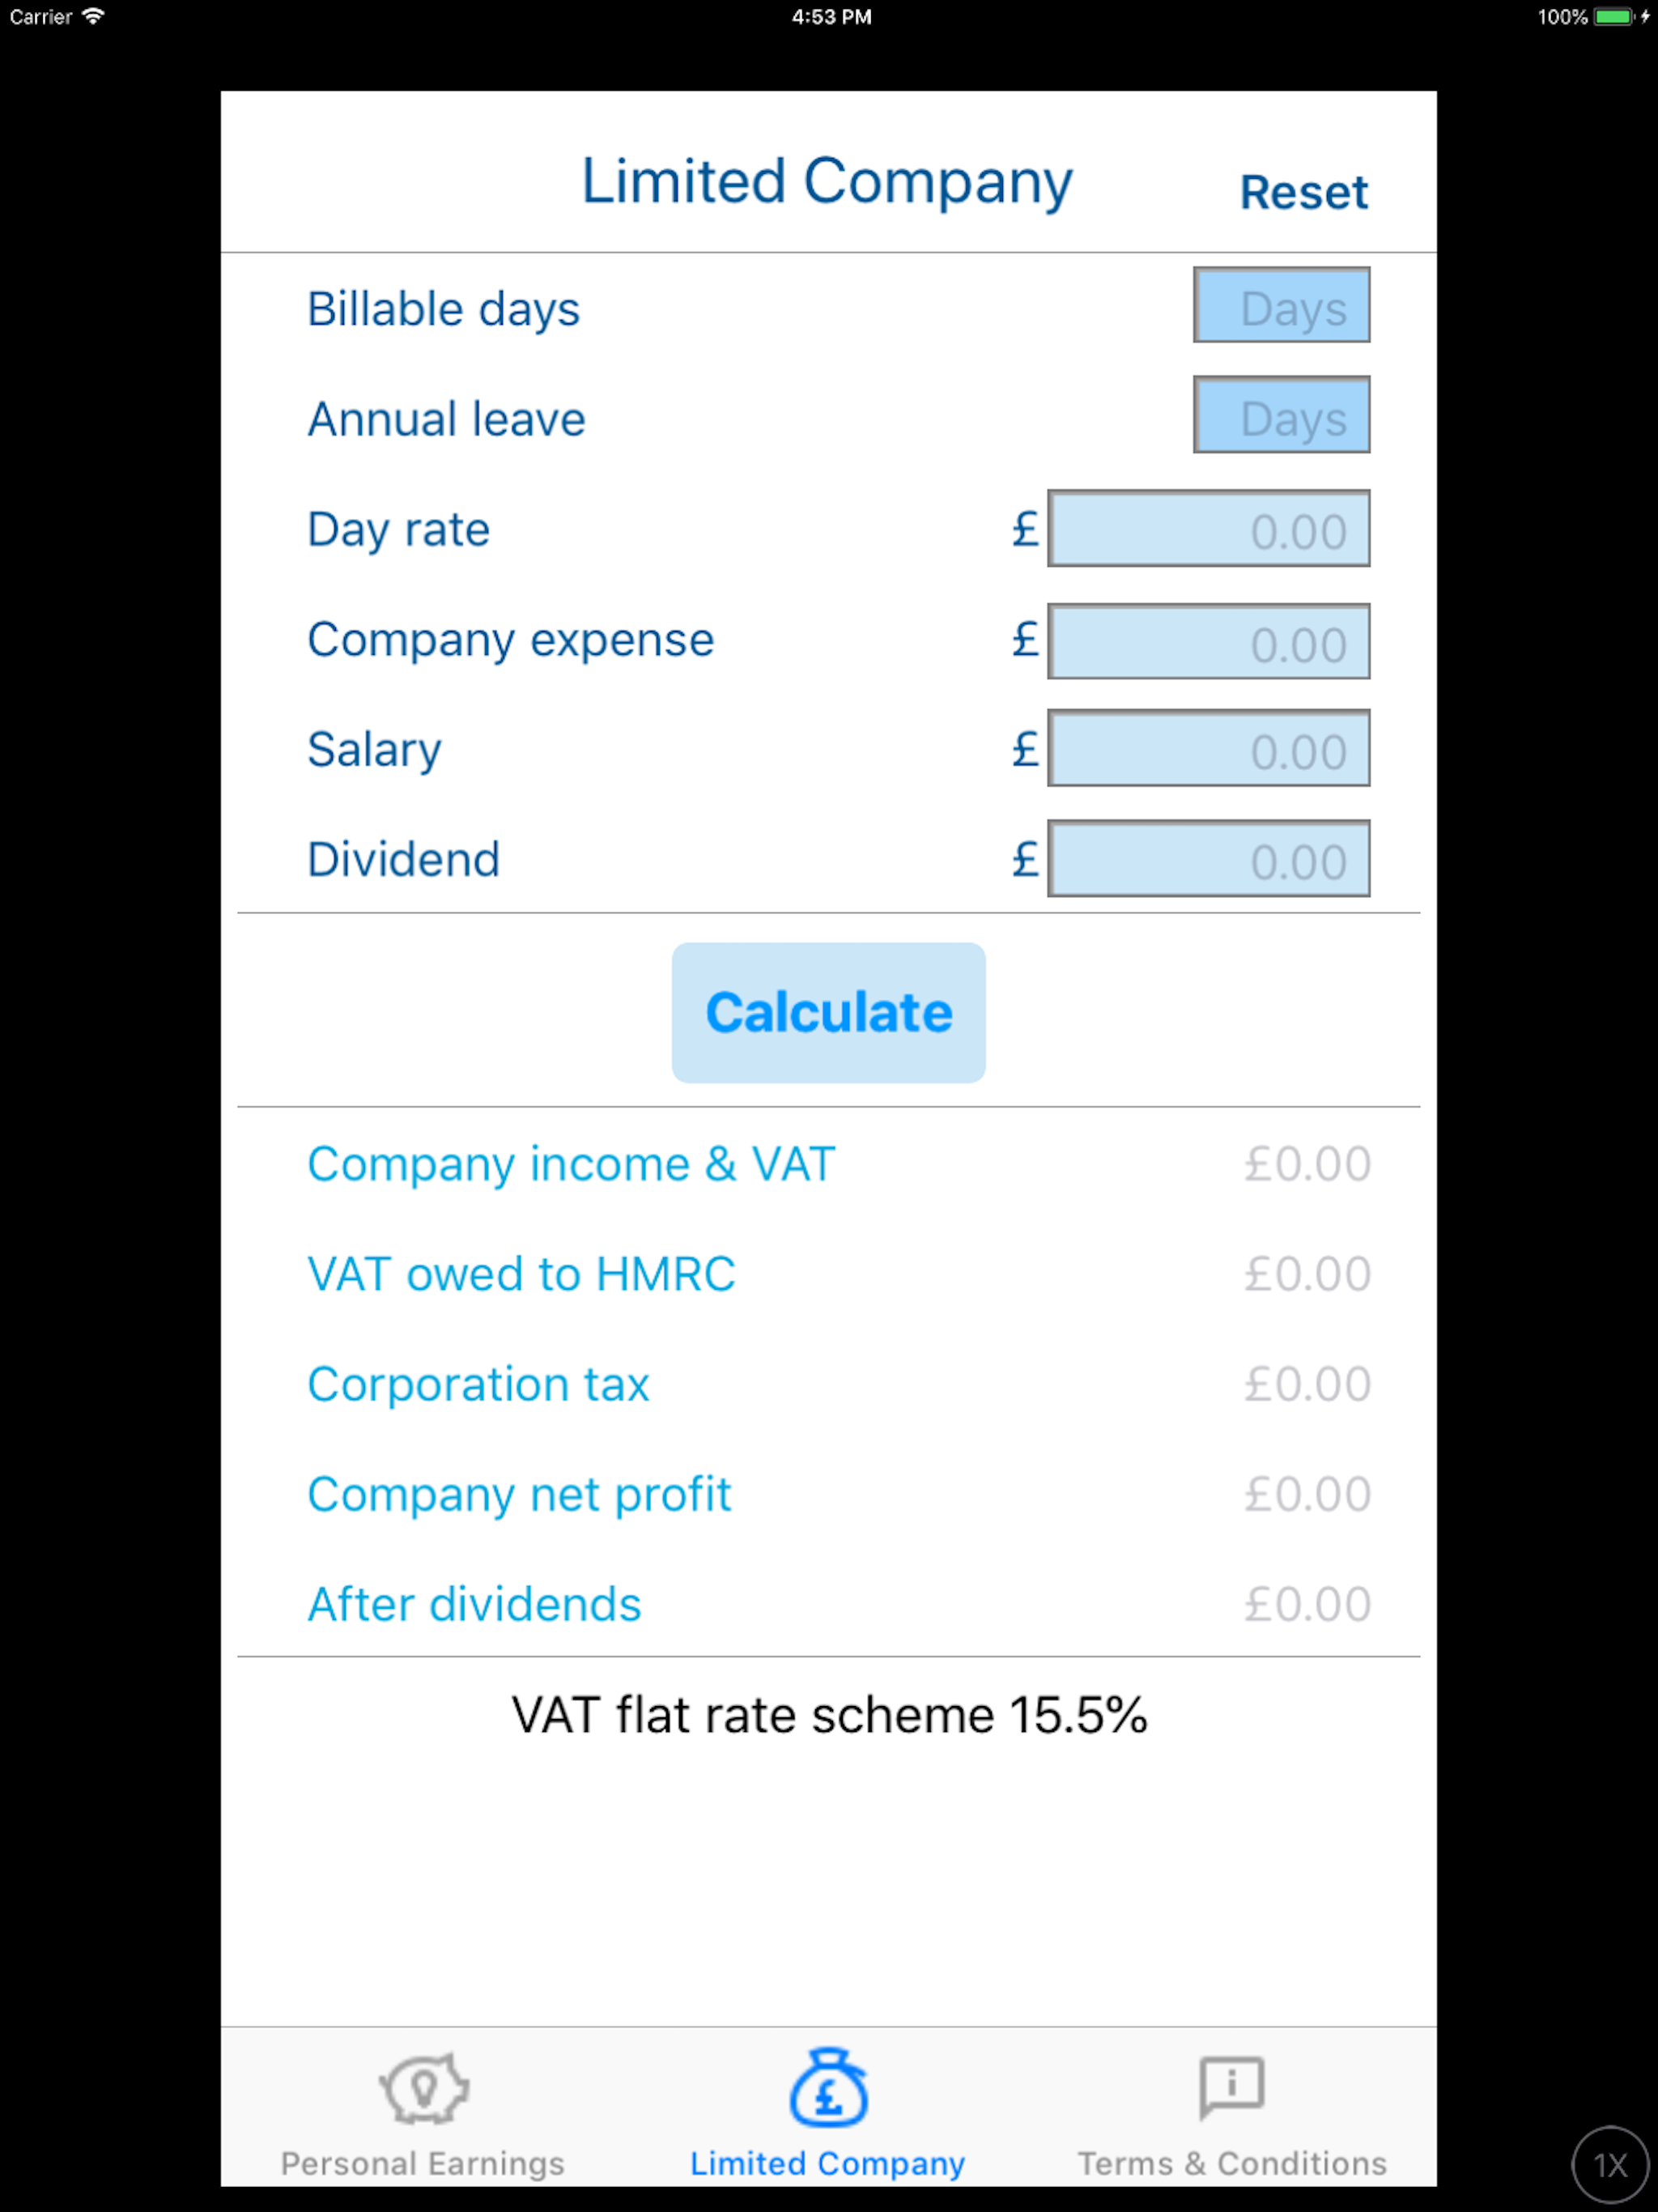 Carrier 4:53 PM 100%
Limited Company Reset
Billable days Days
Annual leave Days
Day rate £ 0.00
Company expense £ 0.00
Salary £ 0.00
Dividend £ 0.00
Calculate
Company income & VAT £0.00
VAT owed to HMRC £0.00
Corporation tax £0.00
Company net profit £0.00
After dividends £0.00
VAT flat rate scheme 15.5%
Personal Earnings Limited Company Terms & Conditions
1X